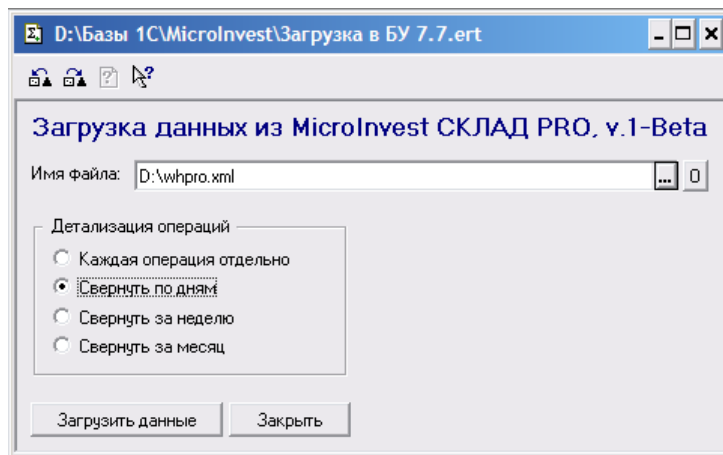 D:\Базы 1C\MicroInvest\Загрузка в БУ 7.7.ert
Загрузка данных из MicroInvest СКЛАД PRO, v.1-Beta
Имя файла: D:\whpro.xml ... 0
Детализация операций
Каждая операция отдельно
Свернуть по дням
Свернуть за неделю
Свернуть за месяц
Загрузить данные Закрыть